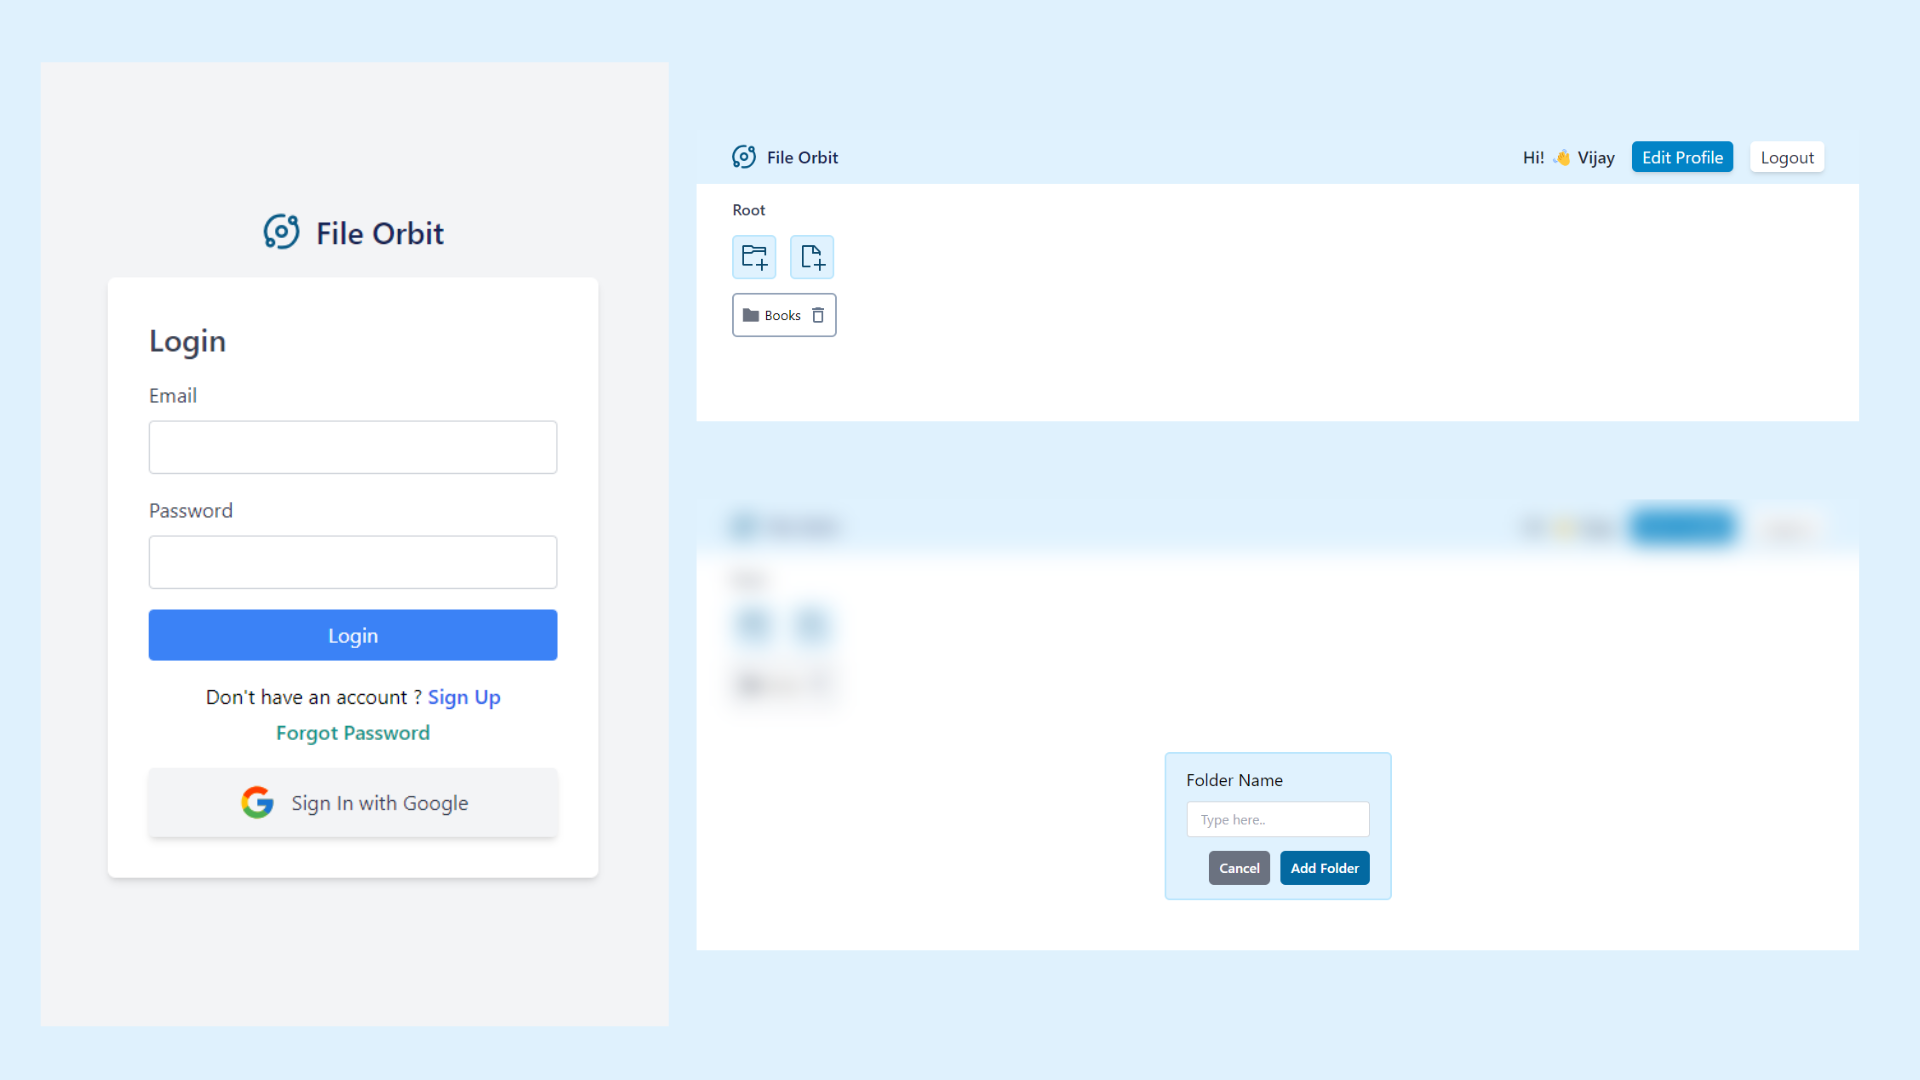 File Orbit
Login
Email
Password
Login
Don't have an account ? Sign Up
Forgot Password
Sign In with Google
File Orbit
Hi! 👋 Vijay
Edit Profile
Logout
Root
Books
Folder Name
Type here..
Cancel
Add Folder